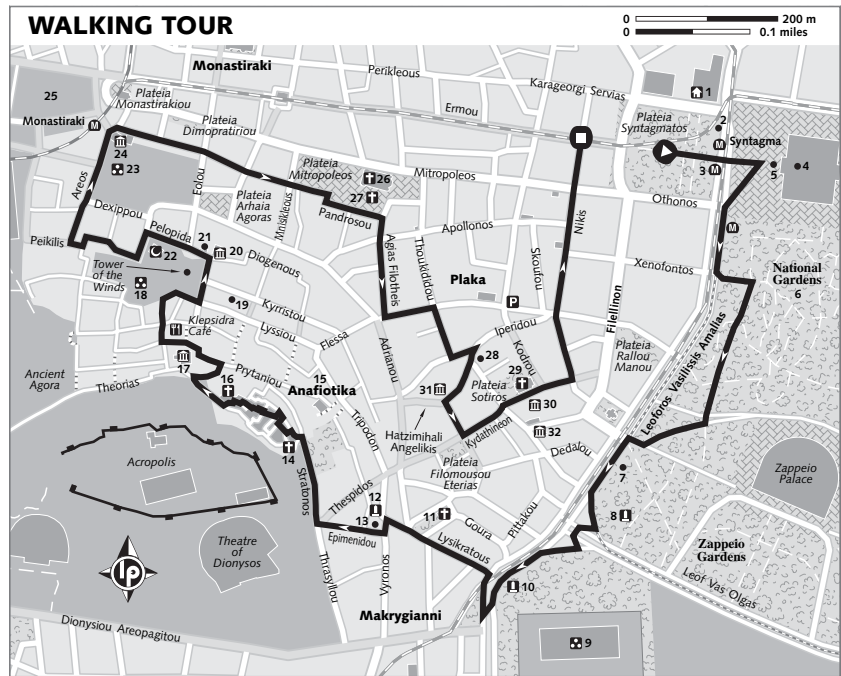 WALKING TOUR
0 200 m
0 0.1 miles
Monastiraki
Perikleous
Karageorgi Servias
1
25
Plateia
Monastirakiou
Ermou
Plateia
Syntagmatos
2
Monastiraki
M
Plateia
Dimopratiriou
M
Syntagma
24
23
Plateia
Mitropoleos
26
27
Mitropoleos
3
M
5
4
Areos
Eolou
Plateia
Arhaia
Agoras
Mnisikleous
Pandrosou
Othonos
Dexippou
Pelopida
Apollonos
Nikis
M
Peikilis
22
21
20
Diogenous
Agias Filotheis
Thoukididou
Skoufou
Xenofontos
National
Gardens
6
Tower
of the
Winds
18
Plaka
19
Kyrristou
P
Filellinon
Klepsidra
Café
Lyssiou
Flessa
Iperidou
Leoforos Vasilissis Amalias
17
Prytaniou
Adrianou
28
Kodrou
Plateia
Rallou
Manou
Ancient
Agora
Theorias
16
15
Anafiotika
31
Plateia
Sotiros
29
30
Tripodon
Hatzimihali
Angelikis
Kydathineon
32
Dedalou
14
Acropolis
Stratonos
Plateia
Filomousou
Eterias
7
Zappeio
Palace
Thespidos
12
13
11
Goura
Pittakou
8
Theatre
of
Dionysos
Epimenidou
Lysikratous
Zappeio
Gardens
lp
Thrasyllou
Vyronos
10
Leof Vas Olgas
Makrygianni
Dionysiou Areopagitou
9